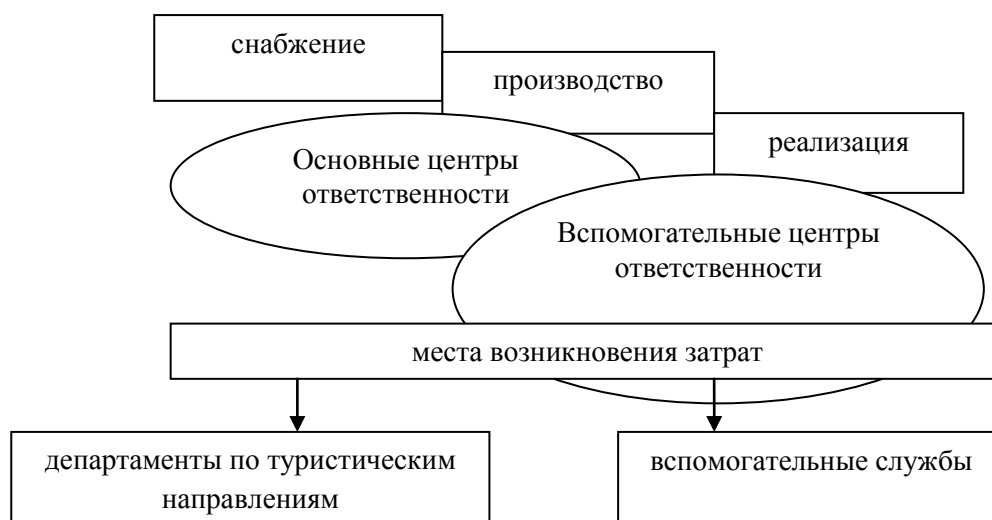 снабжение
производство
реализация
Основные центры
ответственности
Вспомогательные центры
ответственности
места возникновения затрат
департаменты по туристическим
направлениям
вспомогательные службы